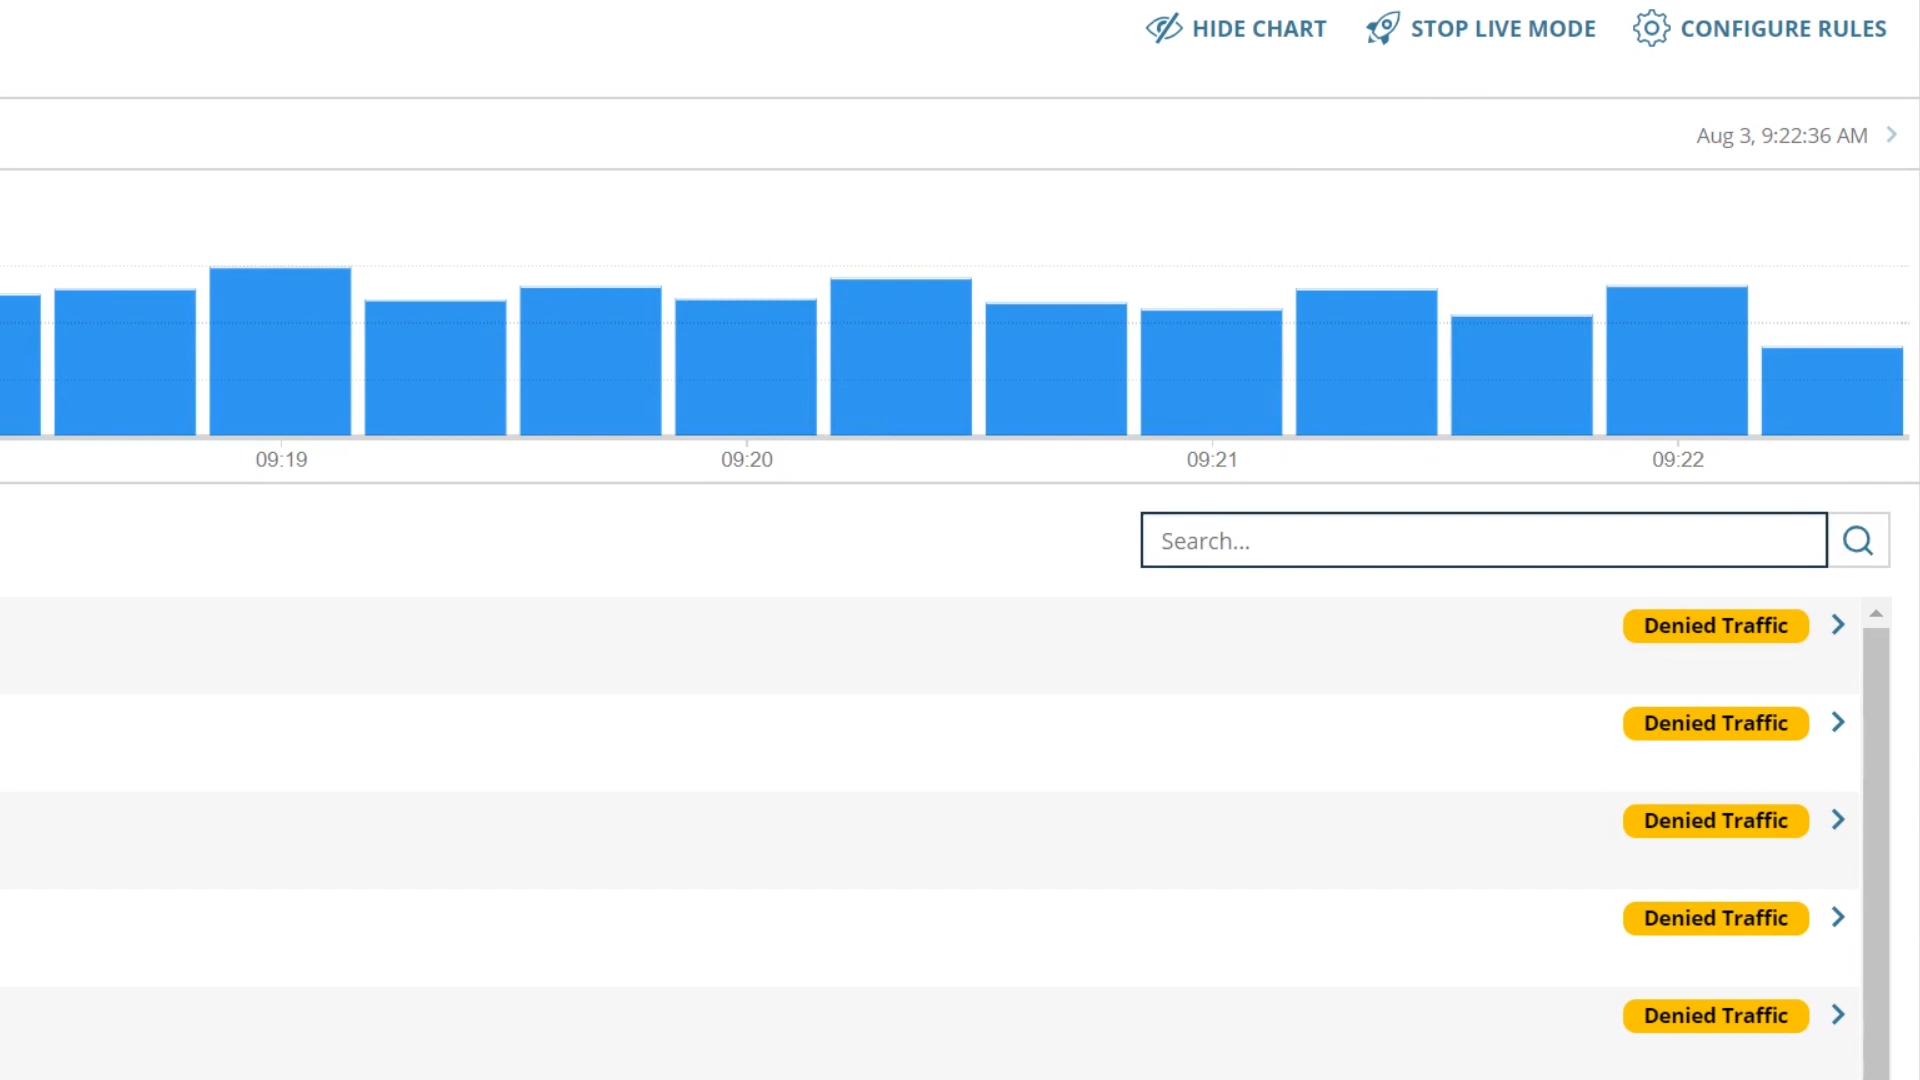 HIDE CHART STOP LIVE MODE CONFIGURE RULES
Aug 3, 9:22:36 AM
09:19 09:20 09:21 09:22
Search...
Denied Traffic
Denied Traffic
Denied Traffic
Denied Traffic
Denied Traffic